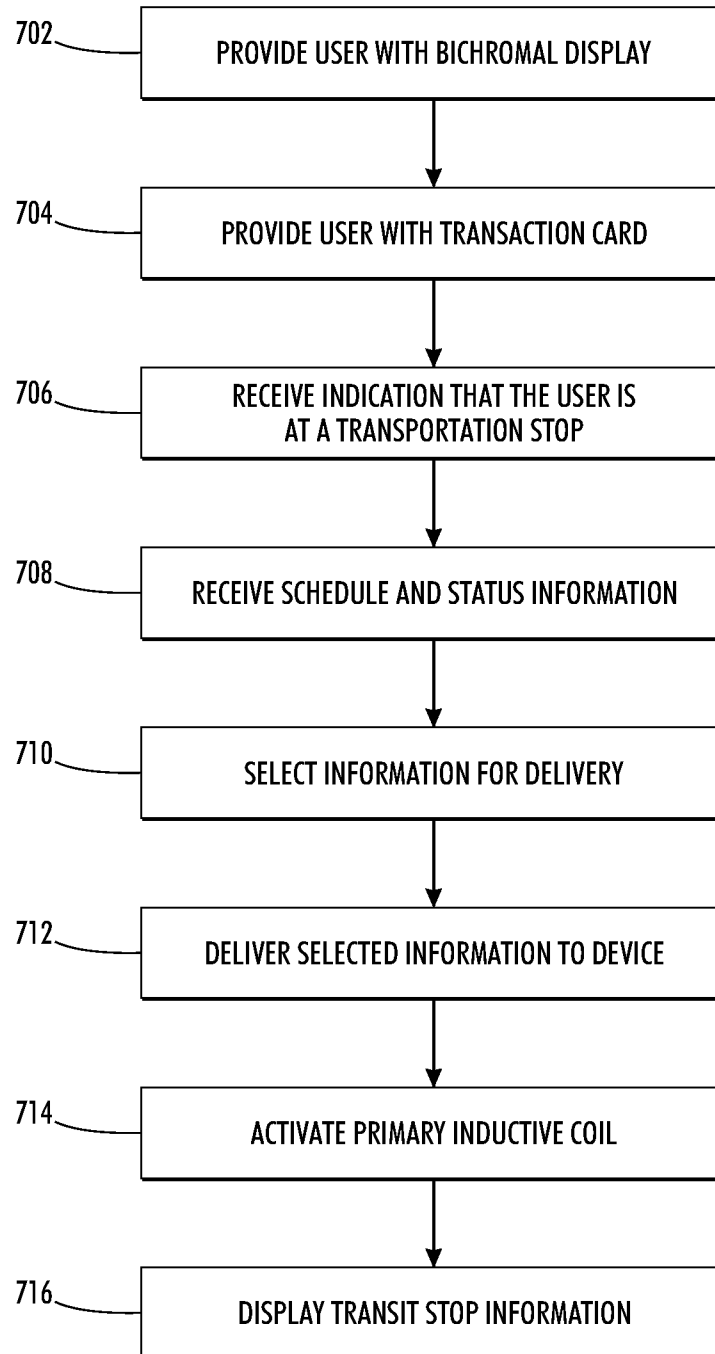 702
PROVIDE USER WITH BICHROMAL DISPLAY
704
PROVIDE USER WITH TRANSACTION CARD
706
RECEIVE INDICATION THAT THE USER IS
AT A TRANSPORTATION STOP
708
RECEIVE SCHEDULE AND STATUS INFORMATION
710
SELECT INFORMATION FOR DELIVERY
712
DELIVER SELECTED INFORMATION TO DEVICE
714
ACTIVATE PRIMARY INDUCTIVE COIL
716
DISPLAY TRANSIT STOP INFORMATION